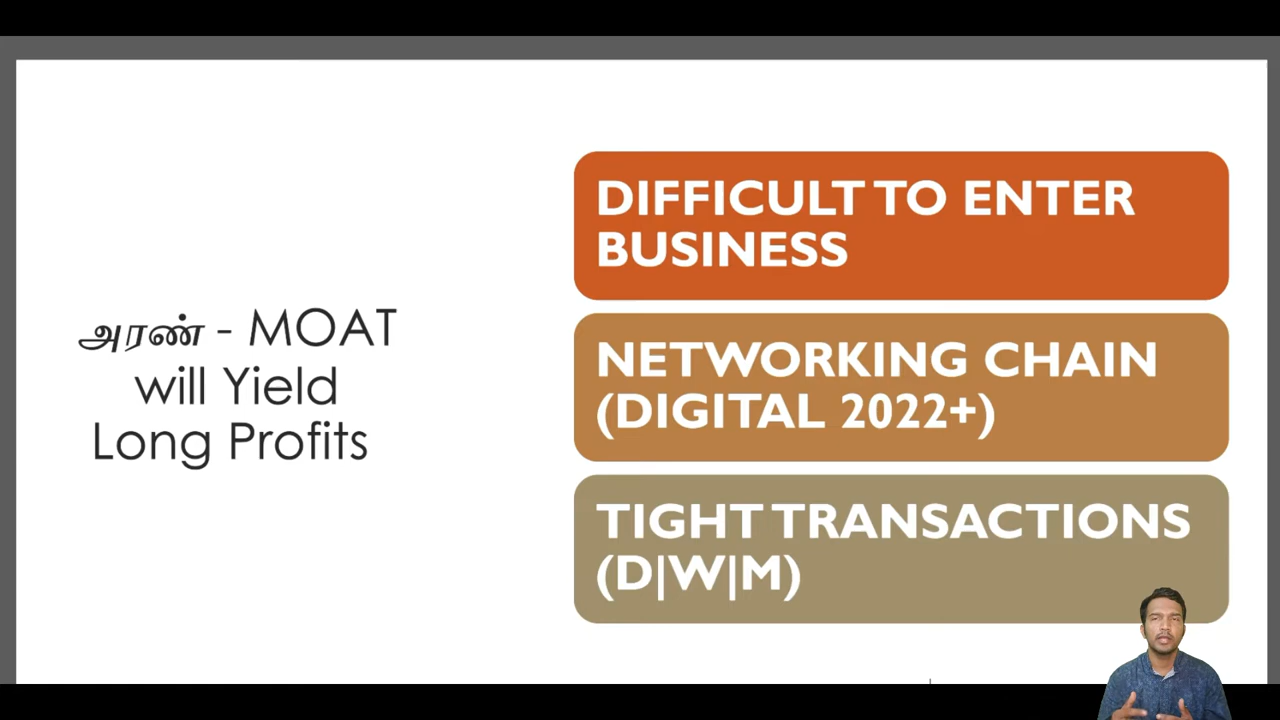 அரண் - MOAT
will Yield
Long Profits
DIFFICULT TO ENTER
BUSINESS
NETWORKING CHAIN
(DIGITAL 2022+)
TIGHT TRANSACTIONS
(D|W|M)